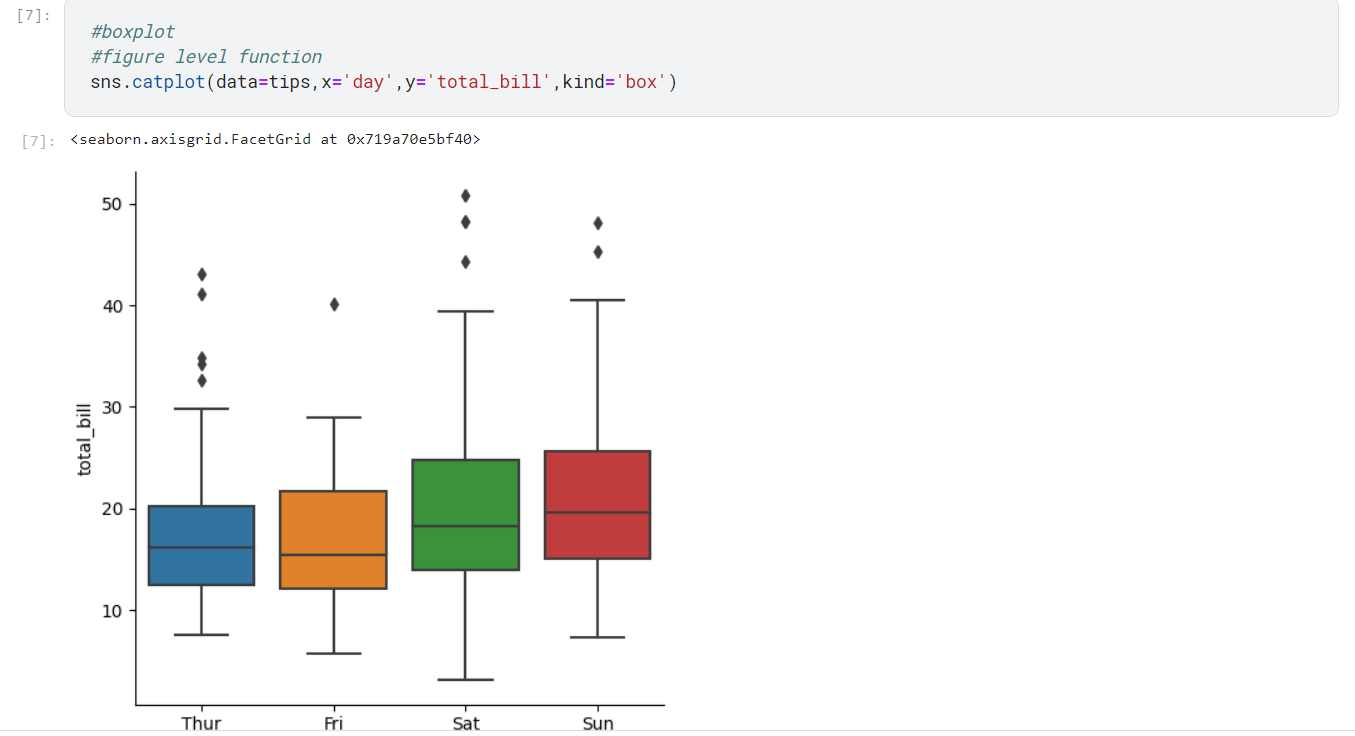 [7]:
#boxplot
#figure level function
sns.catplot(data=tips,x='day',y='total_bill',kind='box')
[7]:
<seaborn.axisgrid.FacetGrid at 0x719a70e5bf40>
50
40
30
20
10
total_bill
Thur Fri Sat Sun